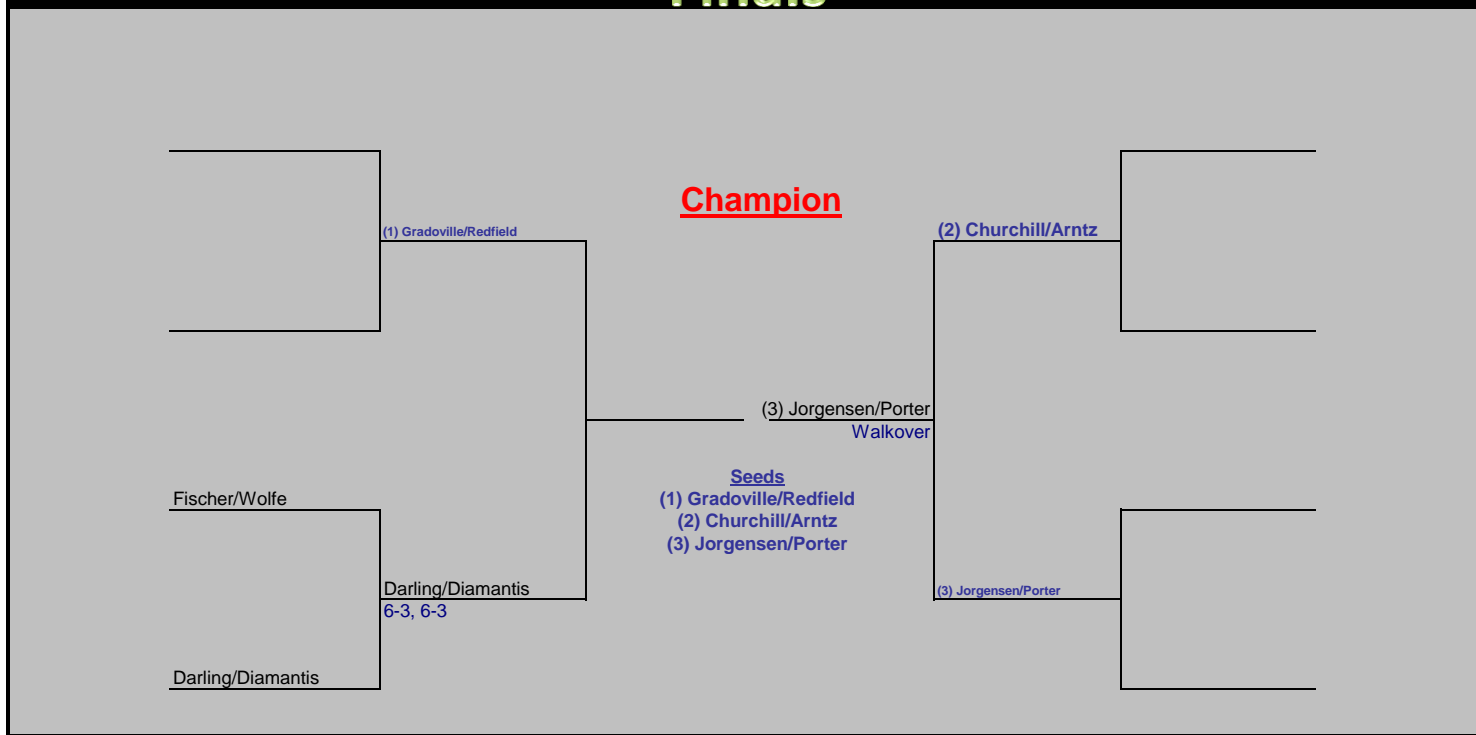 Finals
Champion
(1) Gradoville/Redfield
(2) Churchill/Arntz
(3) Jorgensen/Porter
Walkover
Seeds
(1) Gradoville/Redfield
(2) Churchill/Arntz
(3) Jorgensen/Porter
Fischer/Wolfe
Darling/Diamantis
6-3, 6-3
(3) Jorgensen/Porter
Darling/Diamantis